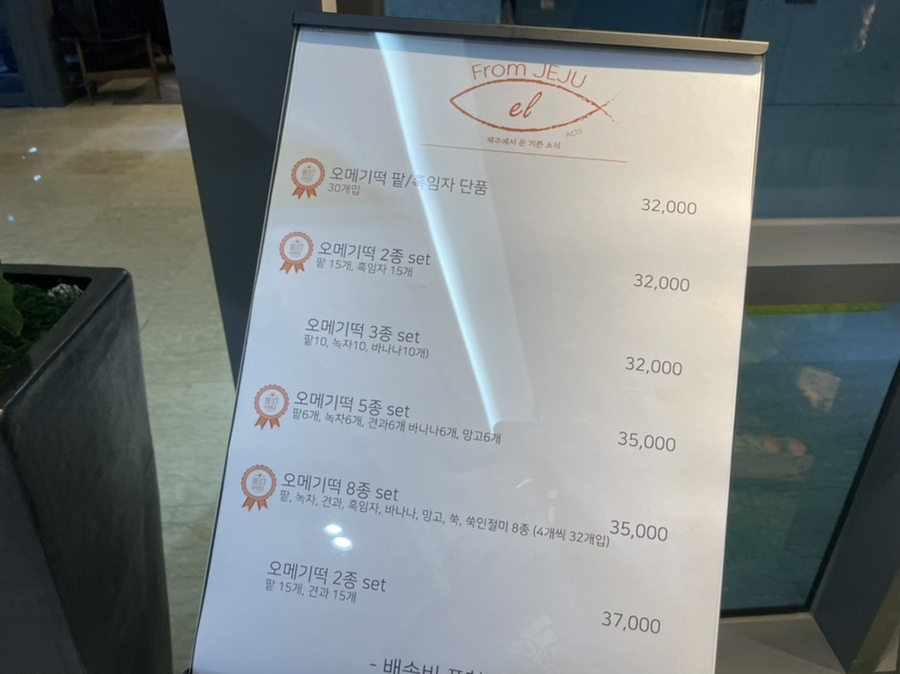 From JEJU
el
Acts
제주에서 온 기쁜 소식
BEST
오메기떡 팥/흑임자 단품
30개입
32,000
BEST
오메기떡 2종 set
팥 15개, 흑임자 15개
32,000
오메기떡 3종 set
팥10, 녹차10, 바나나10개)
32,000
BEST
오메기떡 5종 set
팥6개, 녹차6개, 견과6개 바나나6개, 망고6개
35,000
BEST
오메기떡 8종 set
팥, 녹차, 견과, 흑임자, 바나나, 망고, 쑥, 쑥인절미 8종 (4개씩 32개입)
35,000
오메기떡 2종 set
팥 15개, 견과 15개
37,000
- 배송비